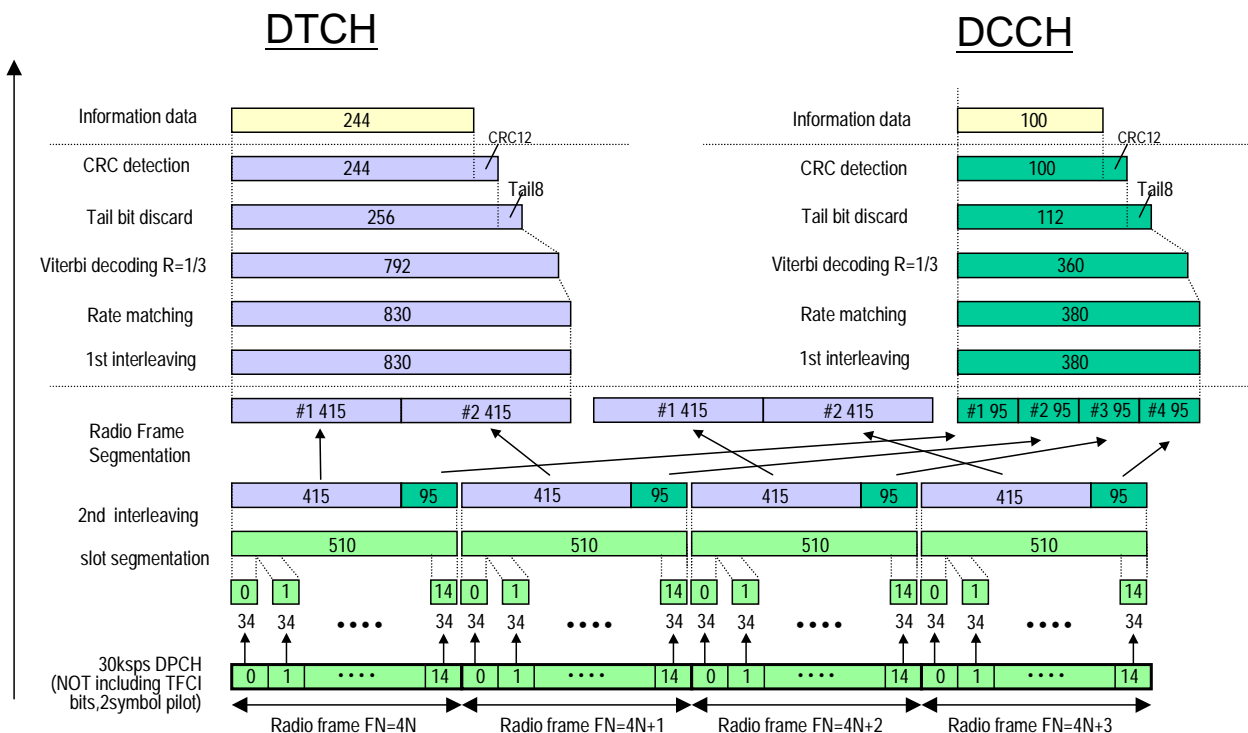 DTCH DCCH
Information data 244 Information data 100
CRC12 CRC12
CRC detection 244 CRC detection 100
Tail8 Tail8
Tail bit discard 256 Tail bit discard 112
Viterbi decoding R=1/3 792 Viterbi decoding R=1/3 360
Rate matching 830 Rate matching 380
1st interleaving 830 1st interleaving 380
#1 415 #2 415 #1 415 #2 415 #1 95 #2 95 #3 95 #4 95
Radio Frame
Segmentation
415 95 415 95 415 95 415 95
2nd interleaving
510 510 510 510
slot segmentation
0 1 14 0 1 14 0 1 14 0 1 14
34 34 •••• 34 34 34 •••• 34 34 34 •••• 34 34 34 •••• 34
30ksps DPCH
(NOT including TFCI
bits,2symbol pilot)
0 1 •••• 14 0 1 •••• 14 0 1 •••• 14 0 1 •••• 14
Radio frame FN=4N Radio frame FN=4N+1 Radio frame FN=4N+2 Radio frame FN=4N+3